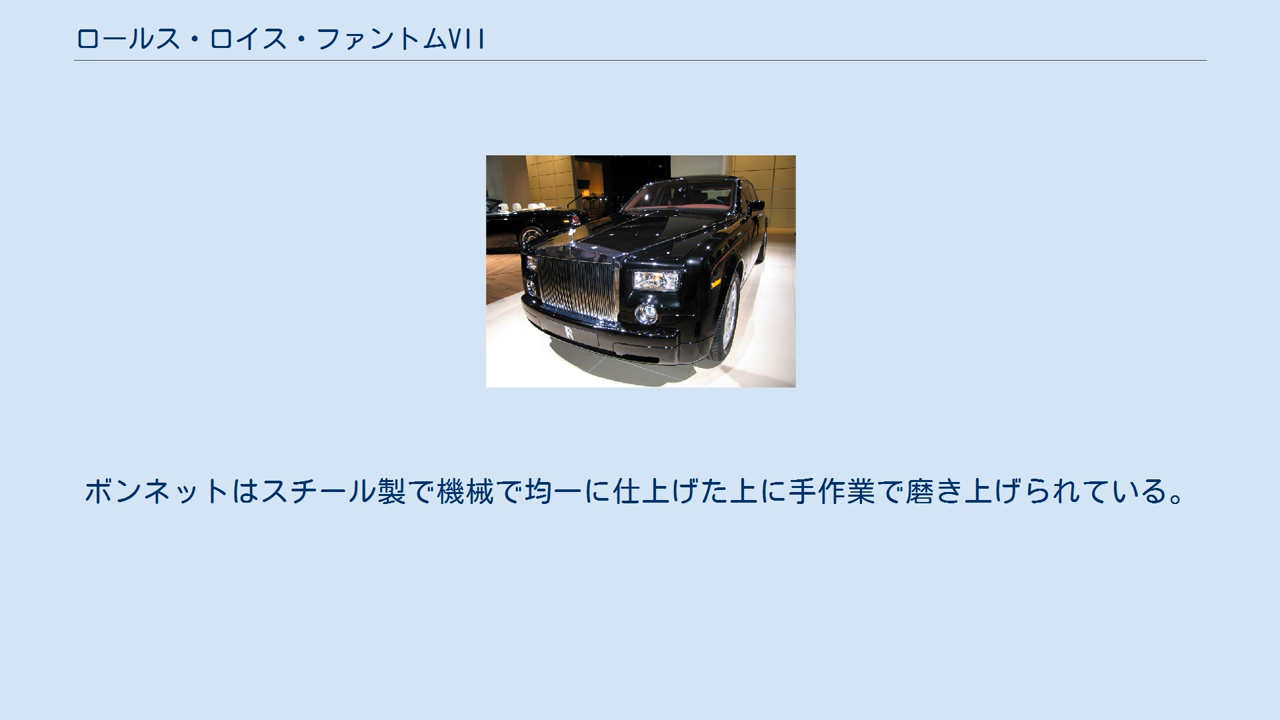 ロールス・ロイス・ファントムVII
ボンネットはスチール製で機械で均一に仕上げた上に手作業で磨き上げられている。